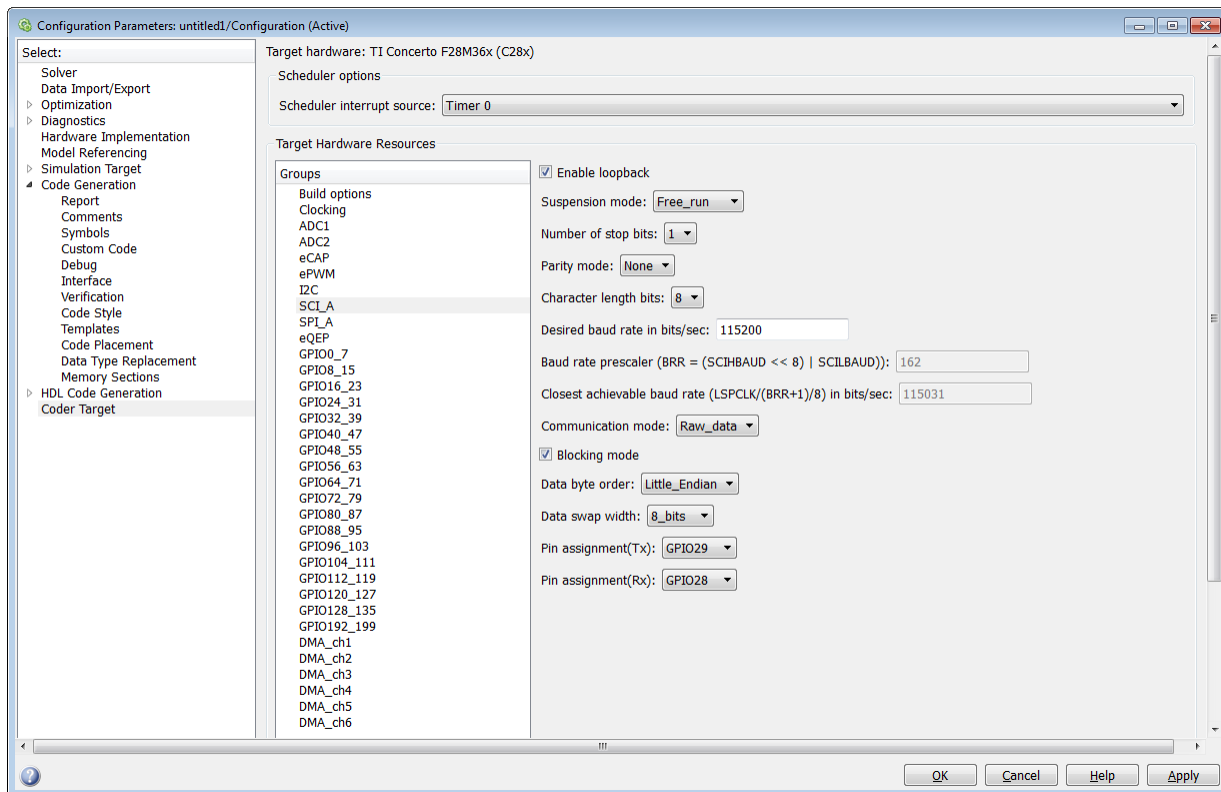 Configuration Parameters: untitled1/Configuration (Active)
Select:
Solver
Data Import/Export
Optimization
Diagnostics
Hardware Implementation
Model Referencing
Simulation Target
Code Generation
Report
Comments
Symbols
Custom Code
Debug
Interface
Verification
Code Style
Templates
Code Placement
Data Type Replacement
Memory Sections
HDL Code Generation
Coder Target
Target hardware: TI Concerto F28M36x (C28x)
Scheduler options
Scheduler interrupt source: Timer 0
Target Hardware Resources
Groups
Build options
Clocking
ADC1
ADC2
eCAP
ePWM
I2C
SCI_A
SPI_A
eQEP
GPIO0_7
GPIO8_15
GPIO16_23
GPIO24_31
GPIO32_39
GPIO40_47
GPIO48_55
GPIO56_63
GPIO64_71
GPIO72_79
GPIO80_87
GPIO88_95
GPIO96_103
GPIO104_111
GPIO112_119
GPIO120_127
GPIO128_135
GPIO192_199
DMA_ch1
DMA_ch2
DMA_ch3
DMA_ch4
DMA_ch5
DMA_ch6
Enable loopback
Suspension mode: Free_run
Number of stop bits: 1
Parity mode: None
Character length bits: 8
Desired baud rate in bits/sec: 115200
Baud rate prescaler (BRR = (SCIHBAUD << 8) | SCILBAUD)): 162
Closest achievable baud rate (LSPCLK/(BRR+1)/8) in bits/sec: 115031
Communication mode: Raw_data
Blocking mode
Data byte order: Little_Endian
Data swap width: 8_bits
Pin assignment(Tx): GPIO29
Pin assignment(Rx): GPIO28
?
OK Cancel Help Apply